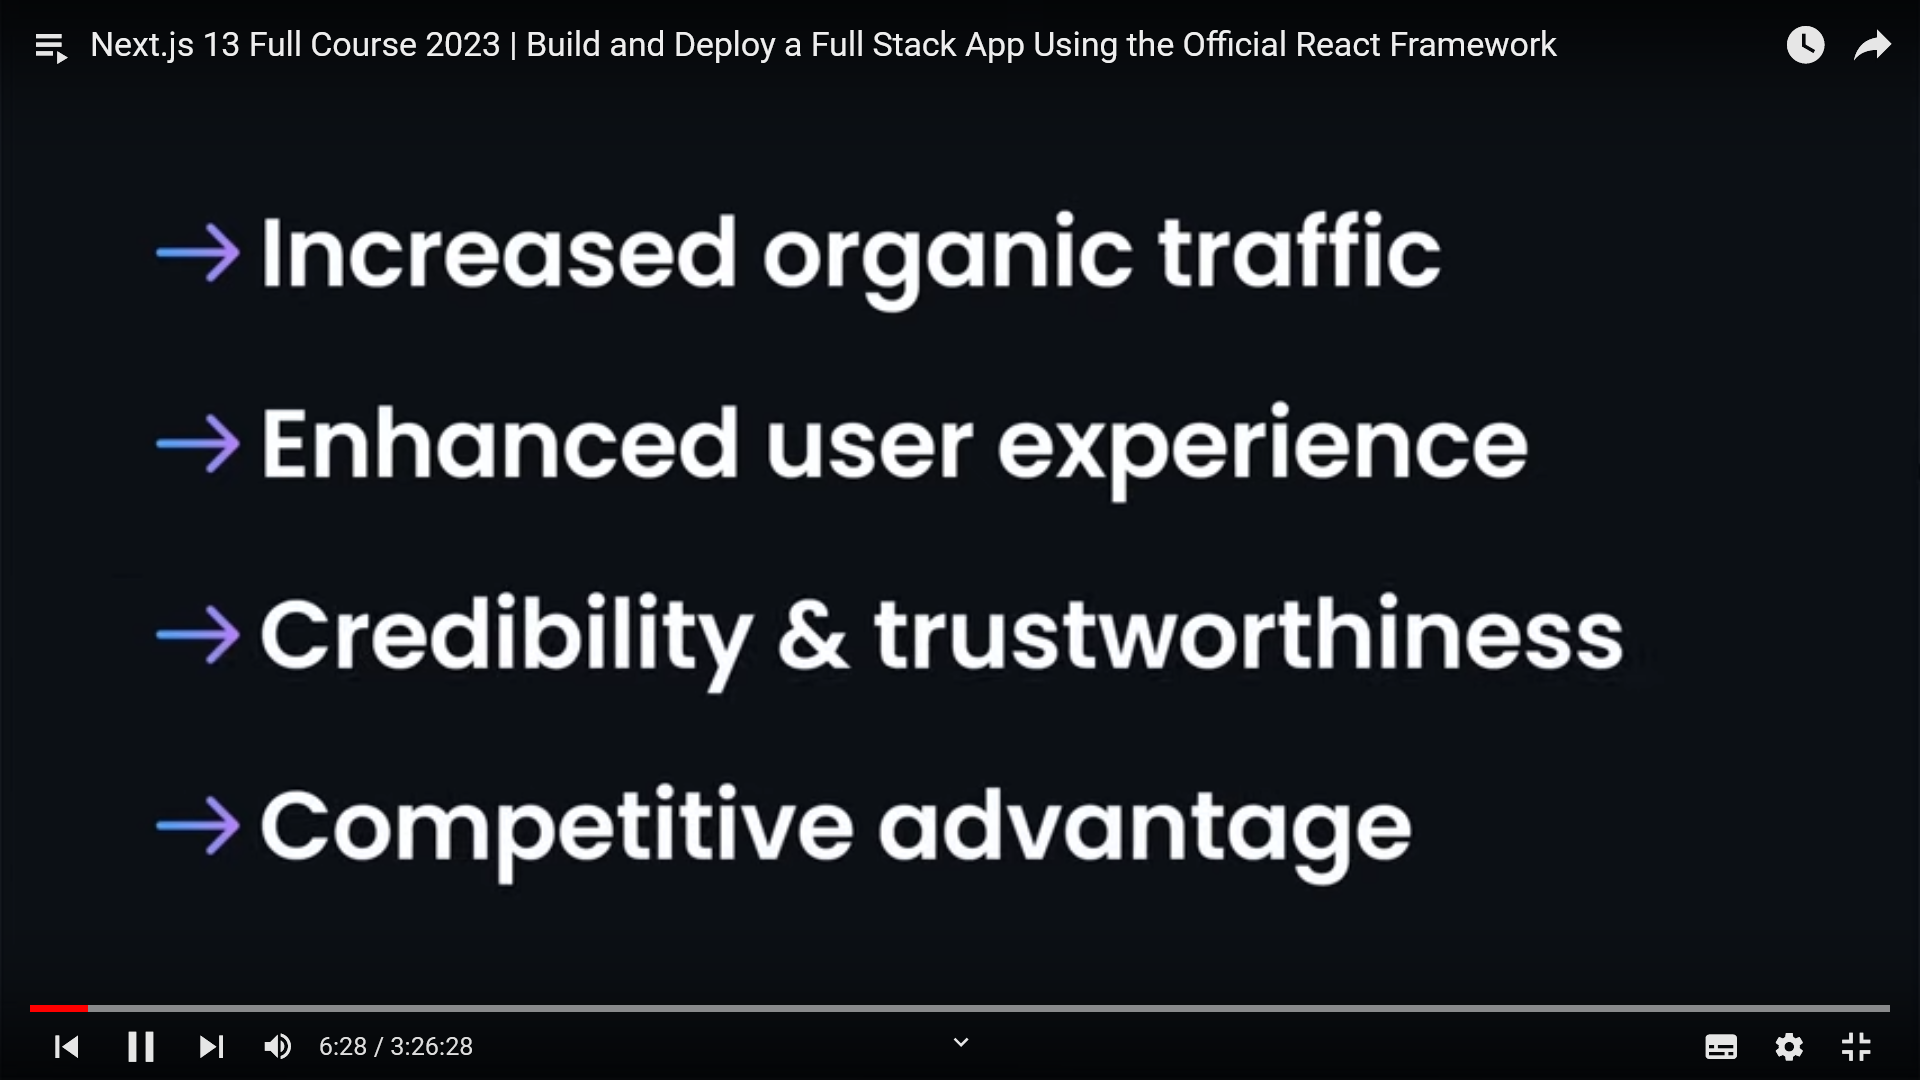 Next.js 13 Full Course 2023 | Build and Deploy a Full Stack App Using the Official React Framework
Increased organic traffic
Enhanced user experience
Credibility & trustworthiness
Competitive advantage
6:28 / 3:26:28